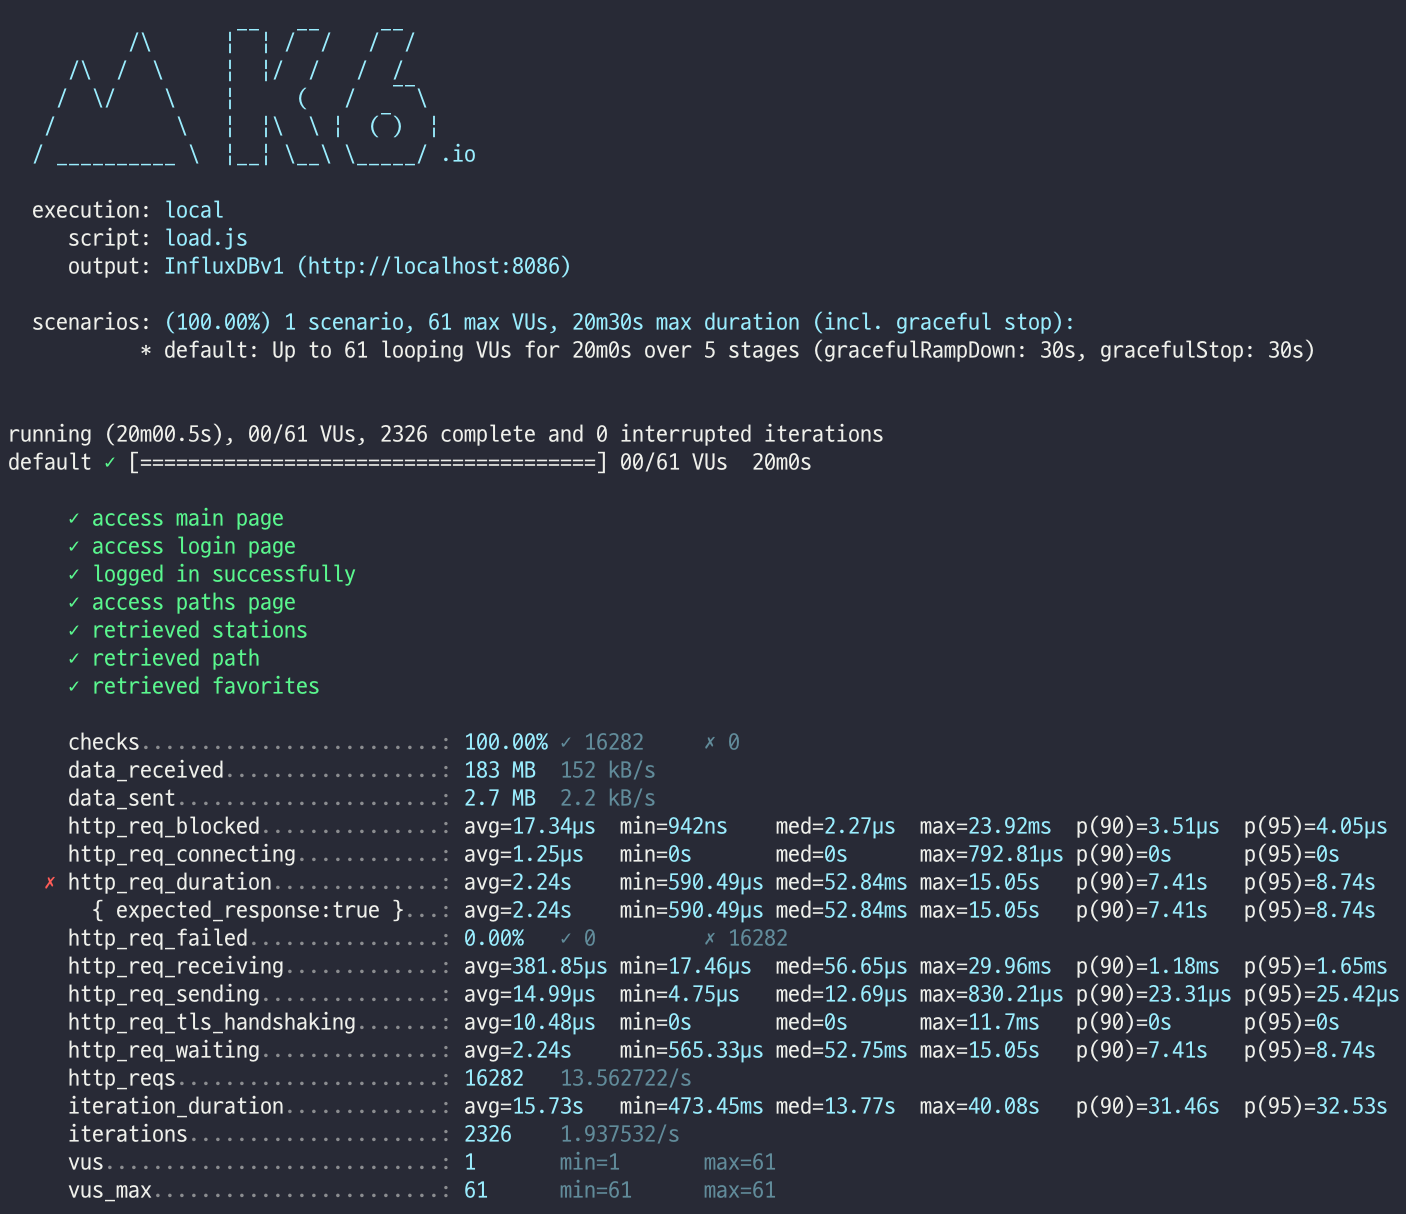 /\      |‾‾| /‾‾/   /‾‾/
     /\  /  \     |  |/  /   /  /
    /  \/    \    |     (   /   ‾‾\
   /          \   |  |\  \ |  (‾)  |
  / __________ \  |__| \__\ \_____/ .io
execution: local
script: load.js
output: InfluxDBv1 (http://localhost:8086)
scenarios: (100.00%) 1 scenario, 61 max VUs, 20m30s max duration (incl. graceful stop):
* default: Up to 61 looping VUs for 20m0s over 5 stages (gracefulRampDown: 30s, gracefulStop: 30s)
running (20m00.5s), 00/61 VUs, 2326 complete and 0 interrupted iterations
default ✓ [======================================] 00/61 VUs  20m0s
✓ access main page
✓ access login page
✓ logged in successfully
✓ access paths page
✓ retrieved stations
✓ retrieved path
✓ retrieved favorites
checks.........................: 100.00% ✓ 16282     ✗ 0
data_received..................: 183 MB  152 kB/s
data_sent......................: 2.7 MB  2.2 kB/s
http_req_blocked...............: avg=17.34µs  min=942ns    med=2.27µs  max=23.92ms  p(90)=3.51µs  p(95)=4.05µs
http_req_connecting............: avg=1.25µs   min=0s       med=0s      max=792.81µs p(90)=0s      p(95)=0s
✗ http_req_duration..............: avg=2.24s    min=590.49µs med=52.84ms max=15.05s   p(90)=7.41s   p(95)=8.74s
{ expected_response:true }...: avg=2.24s    min=590.49µs med=52.84ms max=15.05s   p(90)=7.41s   p(95)=8.74s
http_req_failed................: 0.00%   ✓ 0         ✗ 16282
http_req_receiving.............: avg=381.85µs min=17.46µs  med=56.65µs max=29.96ms  p(90)=1.18ms  p(95)=1.65ms
http_req_sending...............: avg=14.99µs  min=4.75µs   med=12.69µs max=830.21µs p(90)=23.31µs p(95)=25.42µs
http_req_tls_handshaking.......: avg=10.48µs  min=0s       med=0s      max=11.7ms   p(90)=0s      p(95)=0s
http_req_waiting...............: avg=2.24s    min=565.33µs med=52.75ms max=15.05s   p(90)=7.41s   p(95)=8.74s
http_reqs......................: 16282   13.562722/s
iteration_duration.............: avg=15.73s   min=473.45ms med=13.77s  max=40.08s   p(90)=31.46s  p(95)=32.53s
iterations.....................: 2326    1.937532/s
vus............................: 1       min=1       max=61
vus_max........................: 61      min=61      max=61